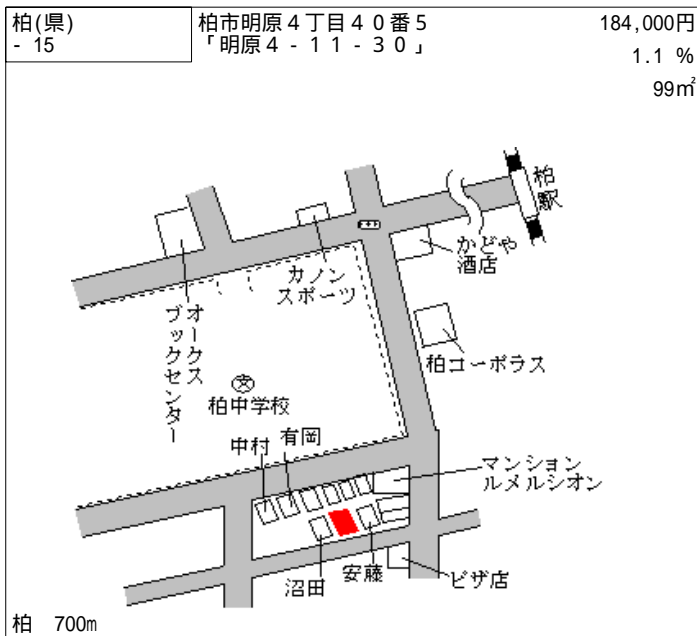 柏(県)
- 15
柏市明原４丁目４０番５
「明原４‐１１‐３０」
184,000円
1.1 %
99㎡
柏駅
かどや
酒店
カノン
スポーツ
オークス
ブックセンター
柏コーポラス
柏中学校
中村
有岡
マンション
ルメルシオン
沼田
安藤
ピザ店
柏 700m